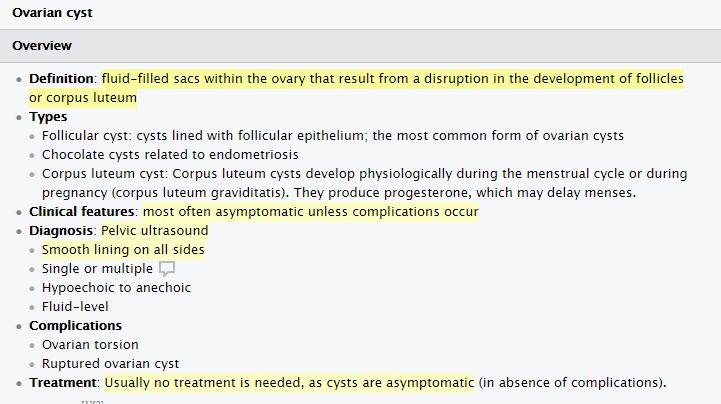 Ovarian cyst
Overview
Definition: fluid-filled sacs within the ovary that result from a disruption in the development of follicles
or corpus luteum
Types
Follicular cyst: cysts lined with follicular epithelium; the most common form of ovarian cysts
Chocolate cysts related to endometriosis
Corpus luteum cyst: Corpus luteum cysts develop physiologically during the menstrual cycle or during
pregnancy (corpus luteum graviditatis). They produce progesterone, which may delay menses.
Clinical features: most often asymptomatic unless complications occur
Diagnosis: Pelvic ultrasound
Smooth lining on all sides
Single or multiple
Hypoechoic to anechoic
Fluid-level
Complications
Ovarian torsion
Ruptured ovarian cyst
Treatment: Usually no treatment is needed, as cysts are asymptomatic (in absence of complications).